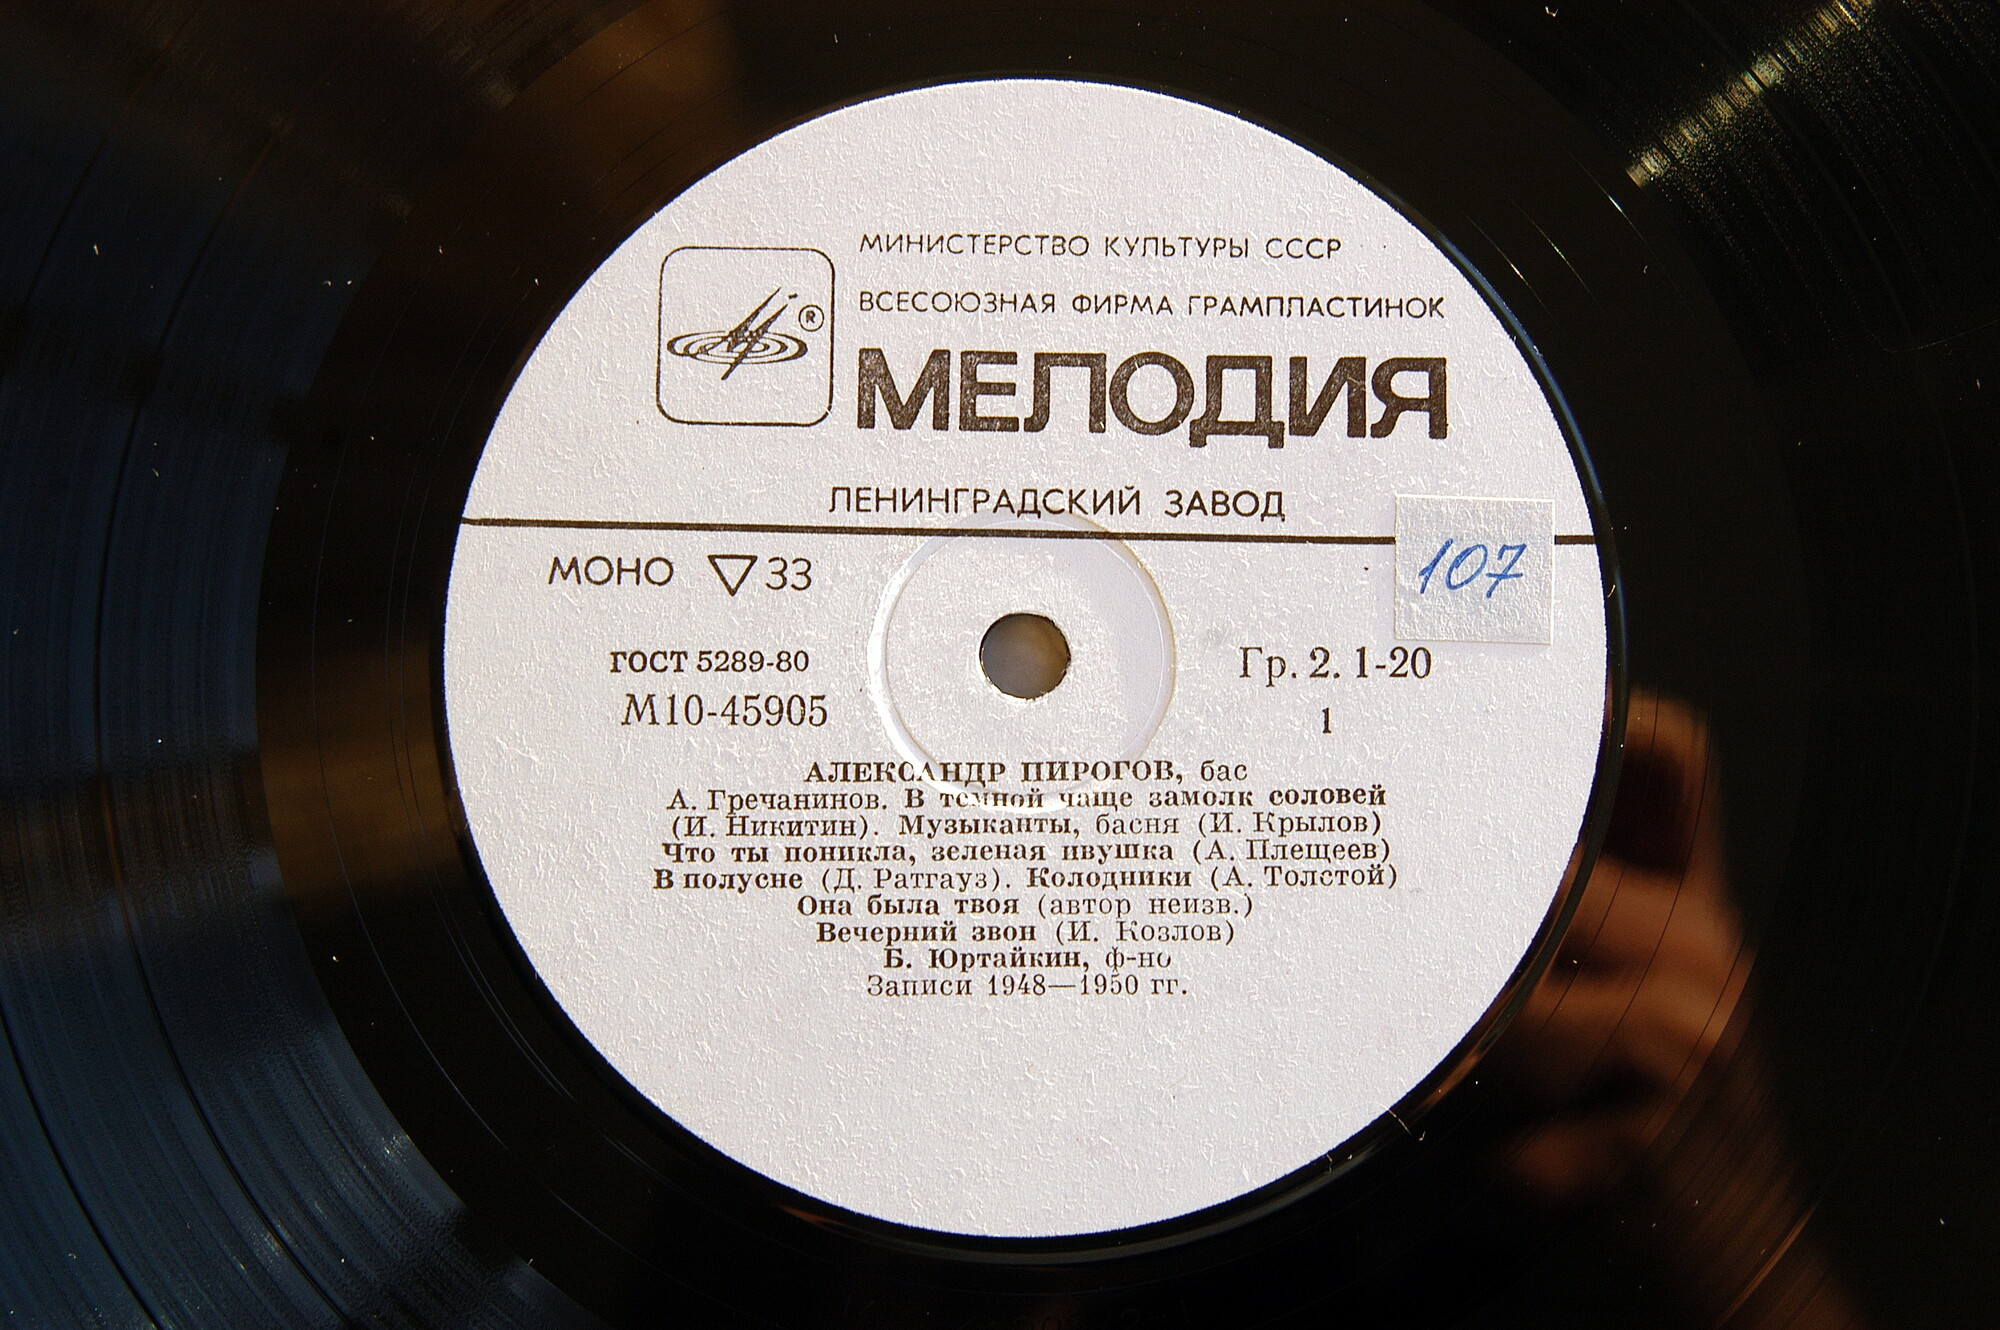 МИНИСТЕРСТВО КУЛЬТУРЫ СССР
ВСЕСОЮЗНАЯ ФИРМА ГРАМПЛАСТИНОК
®
МЕЛОДИЯ
ЛЕНИНГРАДСКИЙ ЗАВОД
МОНО ▽33
107
ГОСТ 5289-80
Гр. 2. 1-20
М10-45905
1
АЛЕКСАНДР ПИРОГОВ, бас
А. Гречанинов. В темной чаще замолк соловей
(И. Никитин). Музыканты, басня (И. Крылов)
Что ты поникла, зеленая ивушка (А. Плещеев)
В полусне (Д. Ратгауз). Колодники (А. Толстой)
Она была твоя (автор неизв.)
Вечерний звон (И. Козлов)
Б. Юртайкин, ф-но
Записи 1948—1950 гг.